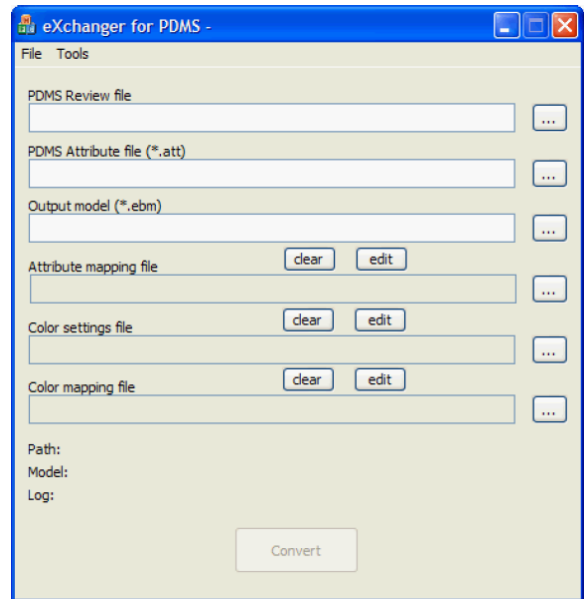 eXchanger for PDMS -
File Tools
PDMS Review file
...
PDMS Attribute file (*.att)
...
Output model (*.ebm)
...
clear edit
Attribute mapping file
...
clear edit
Color settings file
...
clear edit
Color mapping file
...
Path:
Model:
Log:
Convert